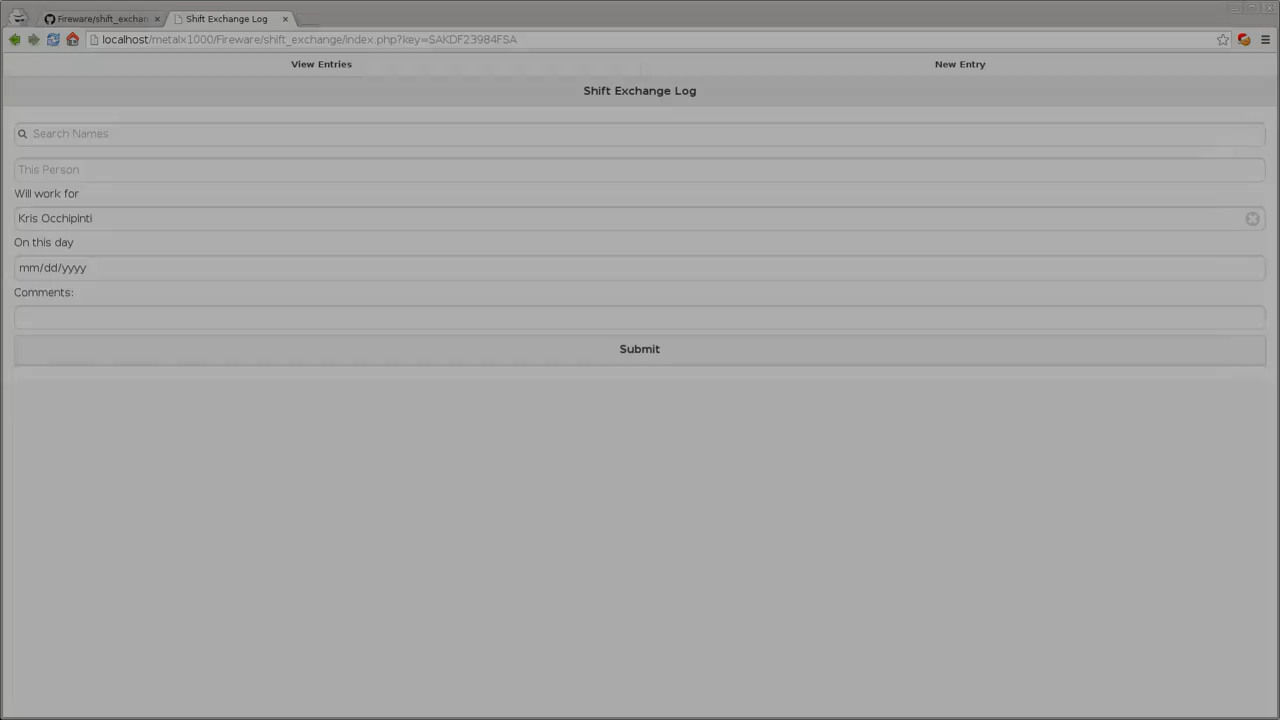 Fireware/shift_exchan
Shift Exchange Log
localhost/metalx1000/Fireware/shift_exchange/index.php?key=SAKDF23984FSA
View Entries
New Entry
Shift Exchange Log
Search Names
This Person
Will work for
Kris Occhipinti
On this day
mm/dd/yyyy
Comments:
Submit